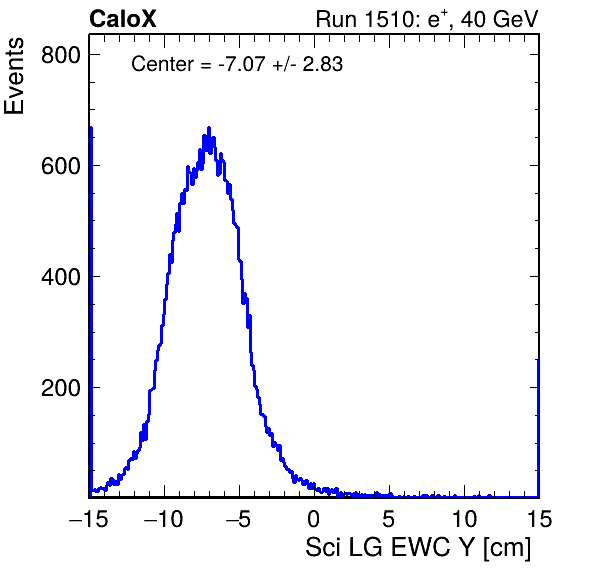 CaloX Run 1510: e⁺, 40 GeV
Center = -7.07 +/- 2.83
Events
800
600
400
200
−15 −10 −5 0 5 10 15
Sci LG EWC Y [cm]